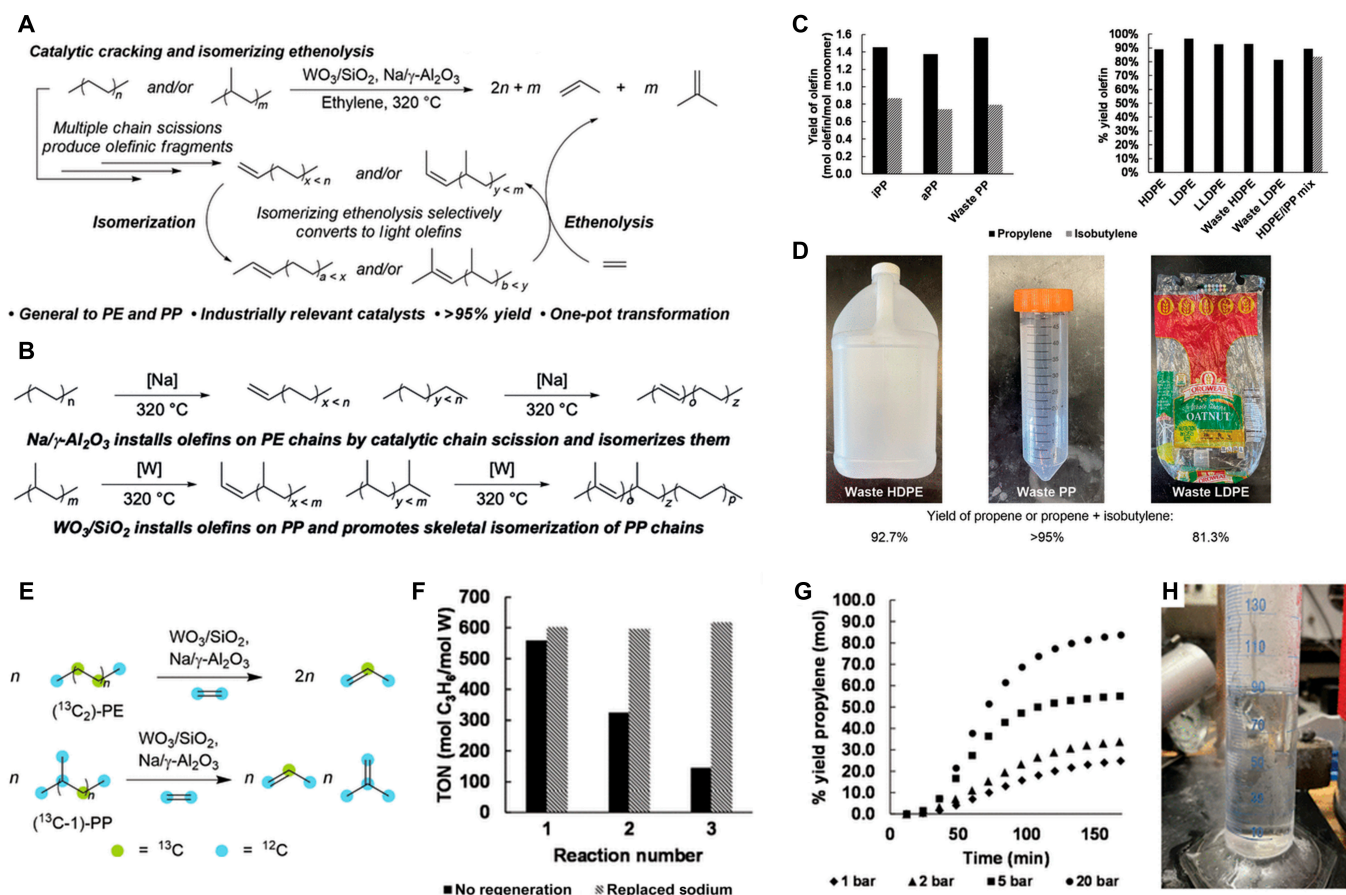 A
Catalytic cracking and isomerizing ethenolysis
n
and/or
m
WO3/SiO2, Na/γ-Al2O3
Ethylene, 320 °C
2n + m
+ m
Multiple chain scissions
produce olefinic fragments
x < n
and/or
y < m
Isomerization
Isomerizing ethenolysis selectively
converts to light olefins
Ethenolysis
a < x
and/or
b < y
• General to PE and PP • Industrially relevant catalysts • >95% yield • One-pot transformation
B
n
[Na]
320 °C
x < n
y < n
[Na]
320 °C
o
z
Na/γ-Al2O3 installs olefins on PE chains by catalytic chain scission and isomerizes them
m
[W]
320 °C
x < m
y < m
[W]
320 °C
o
z
p
WO3/SiO2 installs olefins on PP and promotes skeletal isomerization of PP chains
C
Yield of olefin
(mol olefin/mol monomer)
1.6
1.4
1.2
1.0
0.8
0.6
0.4
0.2
0.0
iPP
aPP
Waste PP
% yield olefin
100%
90%
80%
70%
60%
50%
40%
30%
20%
10%
0%
HDPE
LDPE
LLDPE
Waste HDPE
Waste LDPE
HDPE/iPP mix
Propylene
Isobutylene
D
OROWEAT
OATNUT
Waste HDPE
Waste PP
Waste LDPE
Yield of propene or propene + isobutylene:
92.7%
>95%
81.3%
E
n
n
(13C2)-PE
WO3/SiO2,
Na/γ-Al2O3
2n
n
n
(13C-1)-PP
WO3/SiO2,
Na/γ-Al2O3
n
n
= 13C
= 12C
F
TON (mol C3H6/mol W)
700
600
500
400
300
200
100
0
1
2
3
Reaction number
No regeneration
Replaced sodium
G
% yield propylene (mol)
100.0
90.0
80.0
70.0
60.0
50.0
40.0
30.0
20.0
10.0
0.0
0
50
100
150
Time (min)
1 bar
2 bar
5 bar
20 bar
H
130
110
90
70
50